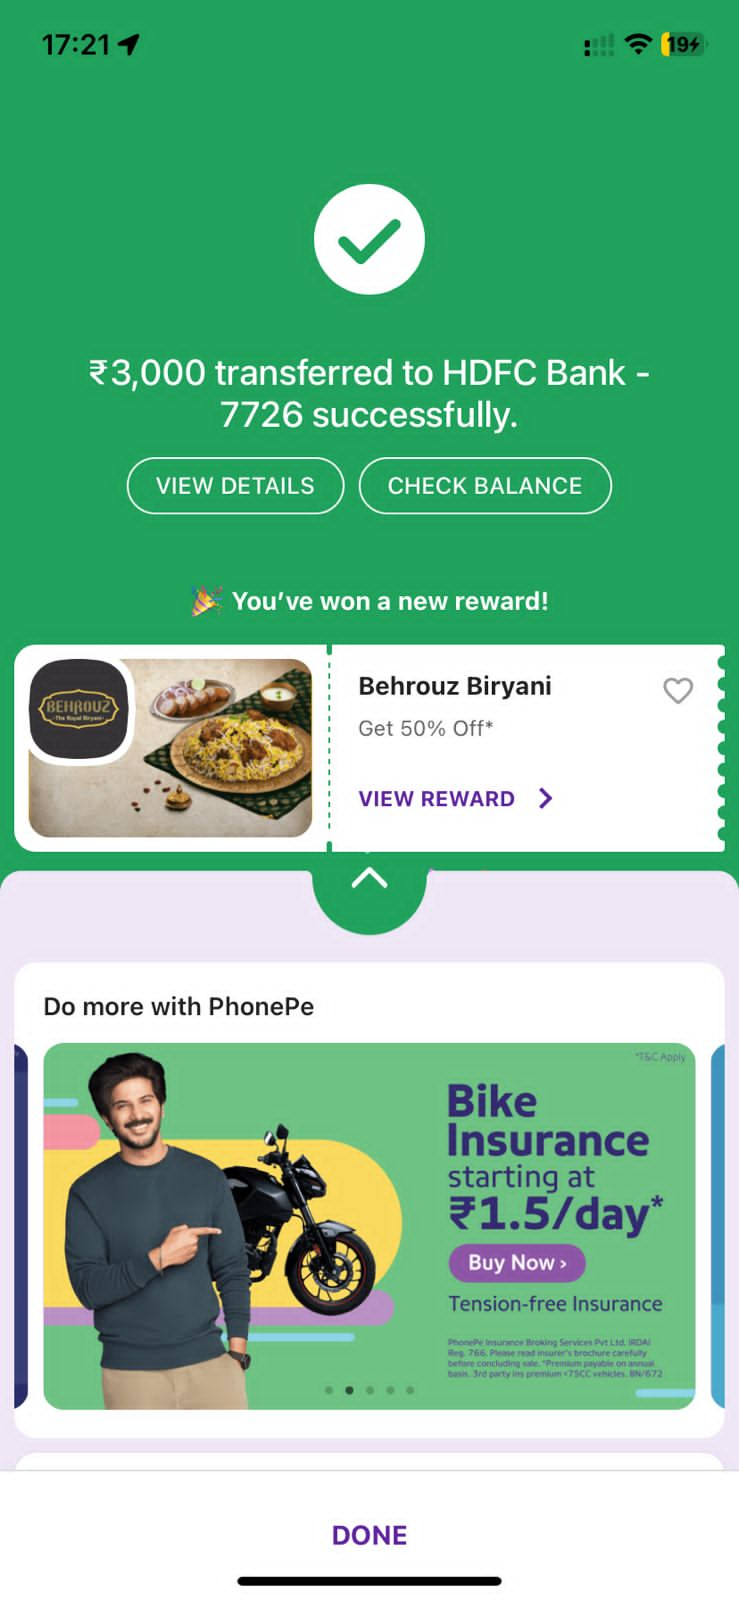 17:21
19
₹3,000 transferred to HDFC Bank -
7726 successfully.
VIEW DETAILS
CHECK BALANCE
🎉 You’ve won a new reward!
BEHROUZ
The Royal Biryani
Behrouz Biryani
Get 50% Off*
VIEW REWARD
Do more with PhonePe
*T&C Apply
Bike
Insurance
starting at
₹1.5/day*
Buy Now ›
Tension-free Insurance
PhonePe Insurance Broking Services Pvt Ltd. IRDAI
Reg. 766. Please read insurer's brochure carefully
before concluding sale. *Premium payable on annual
basis. 3rd party ins premium <75CC vehicles. BN/672
DONE